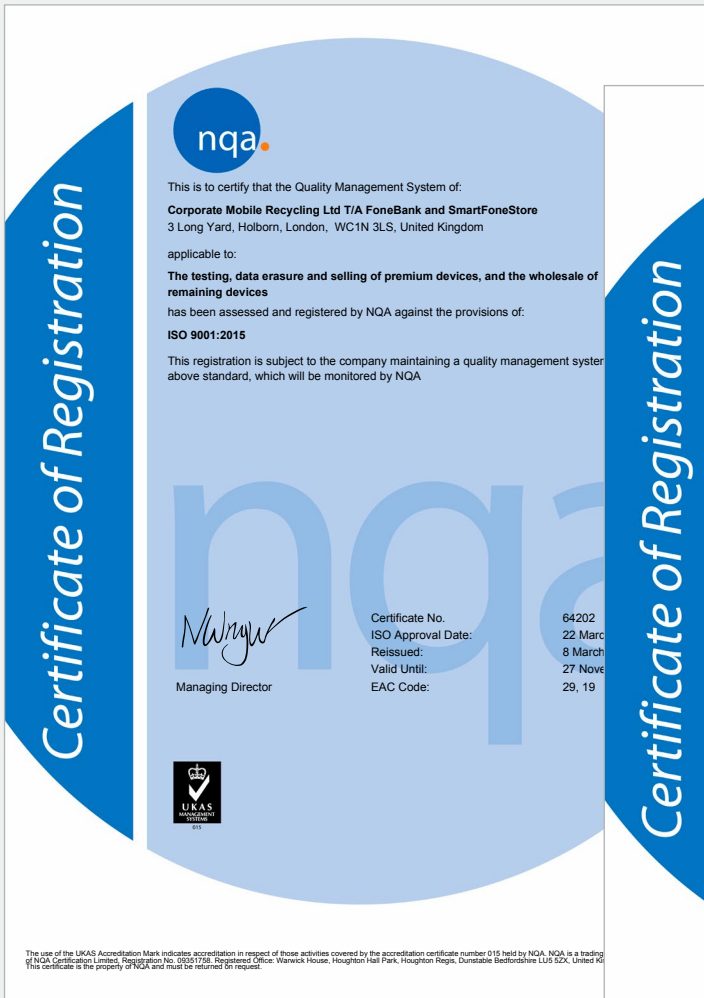 Certificate of Registration
nqa.
This is to certify that the Quality Management System of:
Corporate Mobile Recycling Ltd T/A FoneBank and SmartFoneStore
3 Long Yard, Holborn, London, WC1N 3LS, United Kingdom
applicable to:
The testing, data erasure and selling of premium devices, and the wholesale of
remaining devices
has been assessed and registered by NQA against the provisions of:
ISO 9001:2015
This registration is subject to the company maintaining a quality management
above standard, which will be monitored by NQA
nqa
Certificate No. 64202
ISO Approval Date: 22
Reissued: 8 March
Valid Until: 27
EAC Code: 29, 19
Managing Director
UKAS
MANAGEMENT
SYSTEMS
015
The use of the UKAS Accreditation Mark indicates accreditation in respect of those activities covered by the accreditation certificate number 015 held by NQA. NQA is a trading
of NQA Certification Limited, Registration No. 09351758. Registered Office: Warwick House, Houghton Hall Park, Houghton Regis, Dunstable Bedfordshire LU5 5ZX, United
This certificate is the property of NQA and must be returned on request.
Certificate of Registration